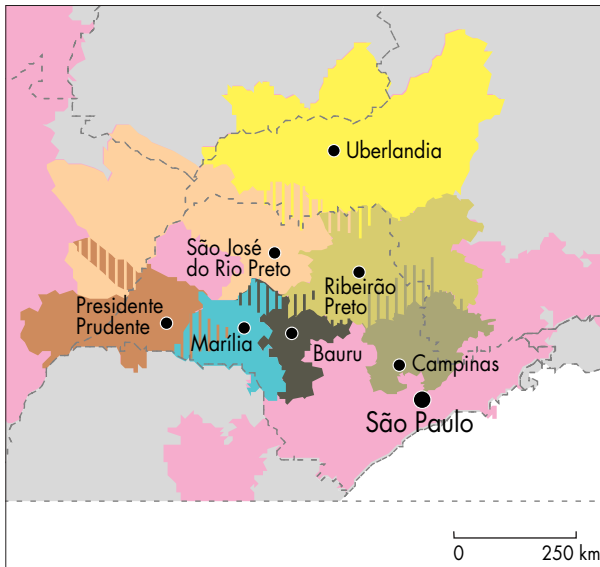 Uberlandia
São José
do Rio Preto
Ribeirão
Preto
Presidente
Prudente
Marília
Bauru
Campinas
São Paulo
0 250 km